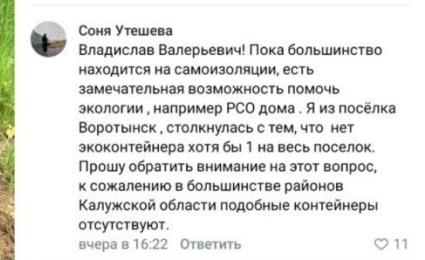 Соня Утешева
Владислав Валерьевич! Пока большинство
находится на самоизоляции, есть
замечательная возможность помочь
экологии , например РСО дома . Я из посёлка
Воротынск , столкнулась с тем, что  нет
экоконтейнера хотя бы 1 на весь поселок.
Прошу обратить внимание на этот вопрос,
к сожалению в большинстве районов
Калужской области подобные контейнеры
отсутствуют.
вчера в 16:22 Ответить 11